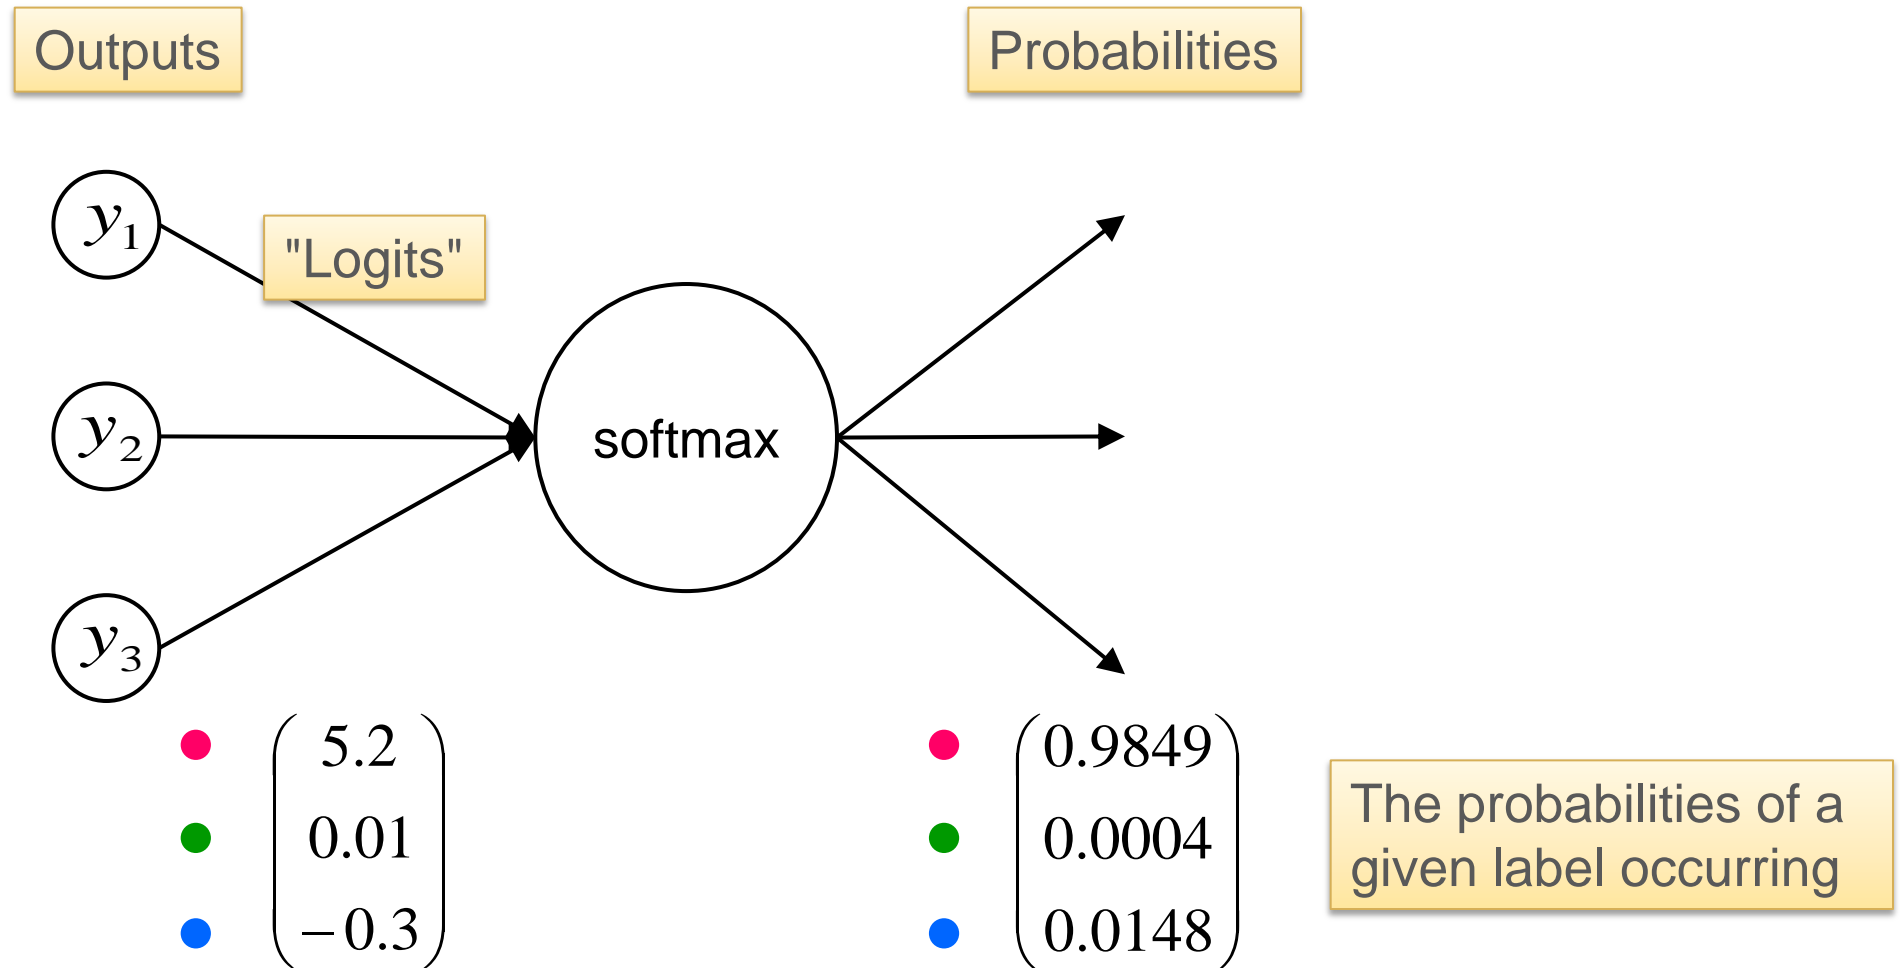 Outputs
Probabilities
y₁
"Logits"
y₂
softmax
y₃
5.2
0.01
−0.3
0.9849
0.0004
0.0148
The probabilities of a
given label occurring